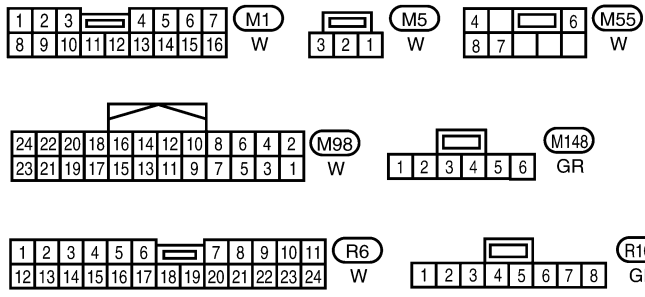 1 2 3 4 5 6 7 M1
8 9 10 11 12 13 14 15 16 W
3 2 1 M5
W
4 6 M55
8 7 W
24 22 20 18 16 14 12 10 8 6 4 2 M98
23 21 19 17 15 13 11 9 7 5 3 1 W
M148
1 2 3 4 5 6 GR
1 2 3 4 5 6 7 8 9 10 11 R6
12 13 14 15 16 17 18 19 20 21 22 23 24 W
1 2 3 4 5 6 7 8